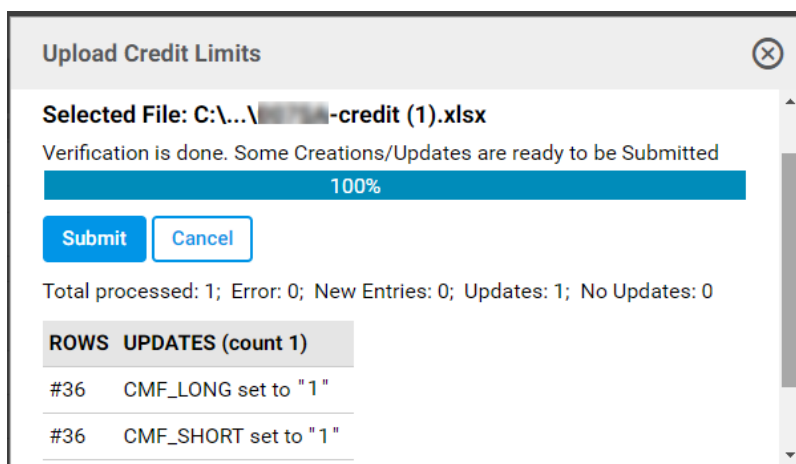 Upload Credit Limits
Selected File: C:\...\-credit (1).xlsx
Verification is done. Some Creations/Updates are ready to be Submitted
100%
Submit Cancel
Total processed: 1; Error: 0; New Entries: 0; Updates: 1; No Updates: 0
ROWS UPDATES (count 1)
#36 CMF_LONG set to "1"
#36 CMF_SHORT set to "1"